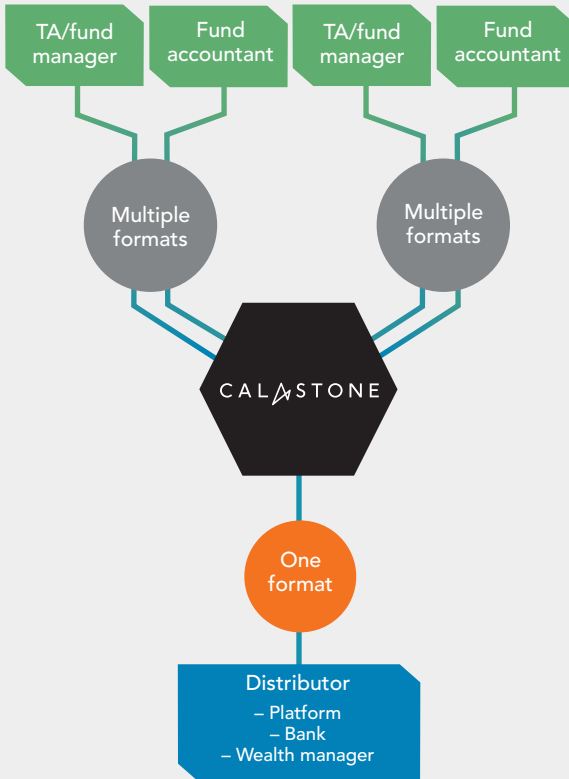 TA/fund
manager
Fund
accountant
TA/fund
manager
Fund
accountant
Multiple
formats
Multiple
formats
CALASTONE
One
format
Distributor
– Platform
– Bank
– Wealth manager